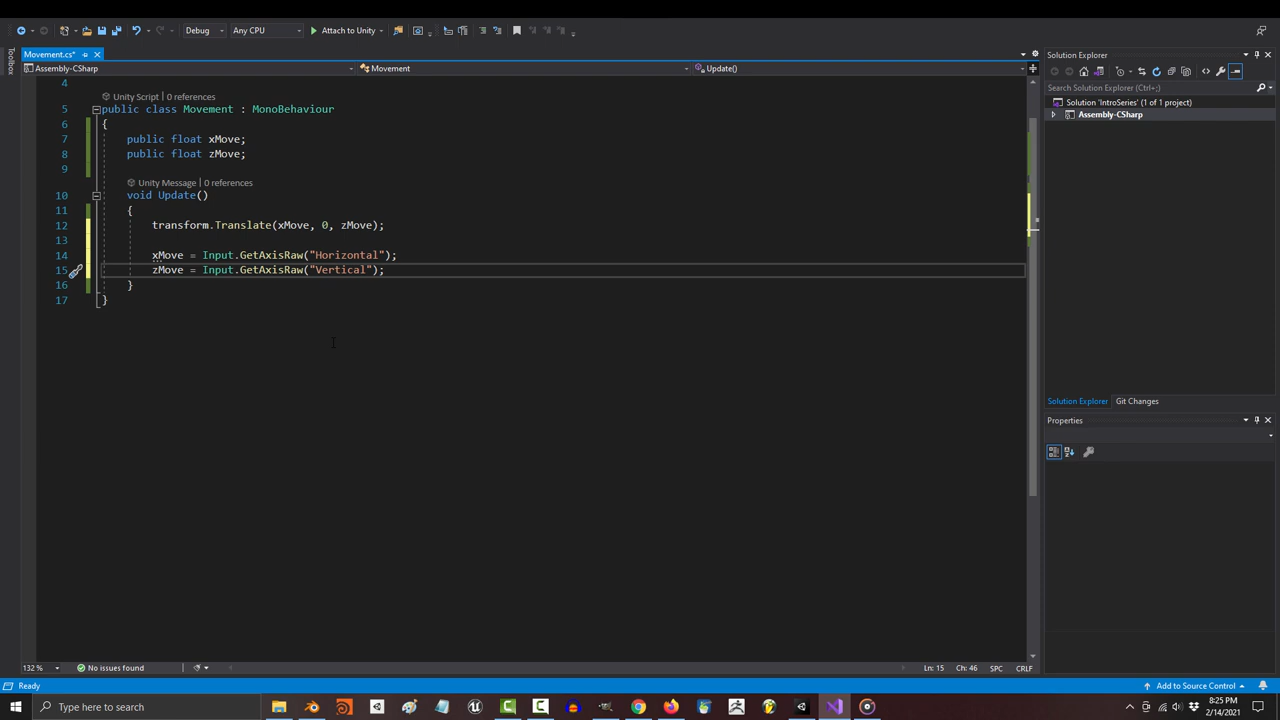 Debug
Any CPU
Attach to Unity
Toolbox
Movement.cs*
Assembly-CSharp
Movement
Update()
4
Unity Script | 0 references
5 public class Movement : MonoBehaviour
6 {
7 public float xMove;
8 public float zMove;
9
Unity Message | 0 references
10 void Update()
11 {
12 transform.Translate(xMove, 0, zMove);
13
14 xMove = Input.GetAxisRaw("Horizontal");
15 zMove = Input.GetAxisRaw("Vertical");
16 }
17 }
132 %
No issues found
Ln: 15
Ch: 46
SPC
CRLF
Solution Explorer
Search Solution Explorer (Ctrl+;)
Solution 'IntroSeries' (1 of 1 project)
Assembly-CSharp
Solution Explorer
Git Changes
Properties
Ready
Add to Source Control
Type here to search
8:25 PM
2/14/2021